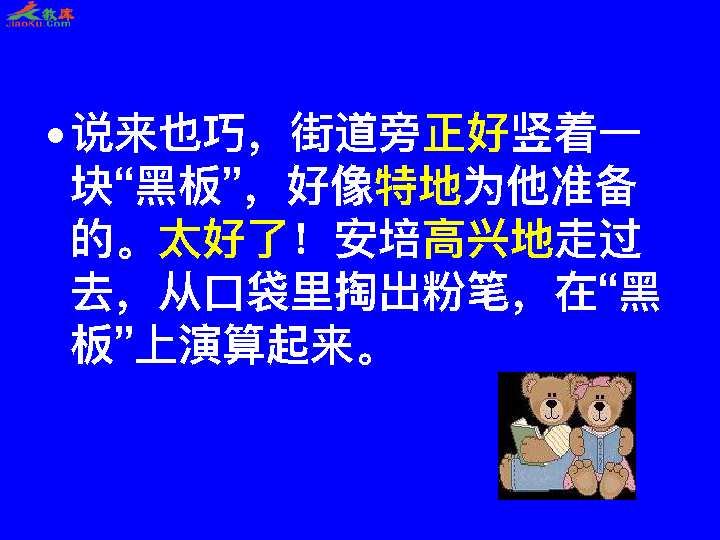 教库
JiaoKu.Com
•说来也巧，街道旁正好竖着一
块“黑板”，好像特地为他准备
的。太好了！安培高兴地走过
去，从口袋里掏出粉笔，在“黑
板”上演算起来。